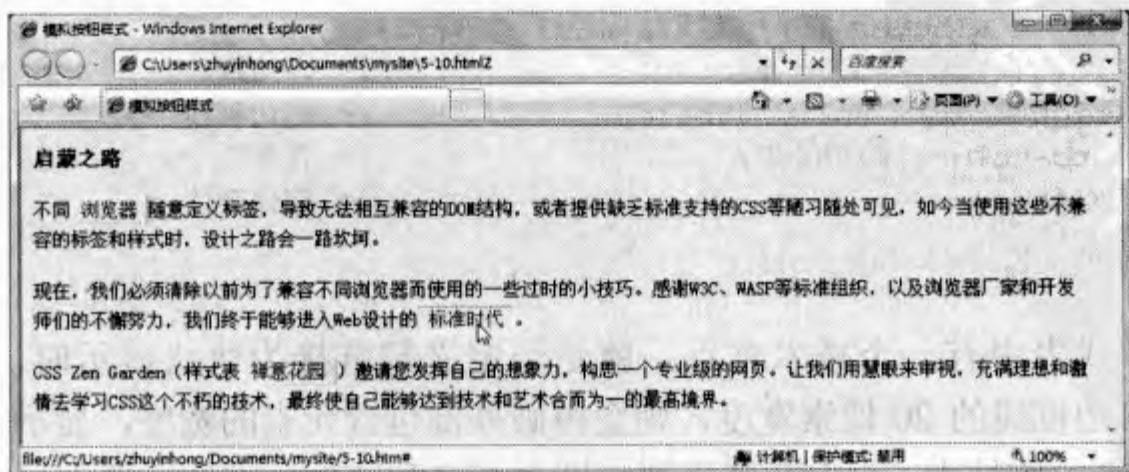 模拟按钮样式 - Windows Internet Explorer
C:\Users\zhuyinhong\Documents\mysite\5-10.html2
百度搜索
模拟按钮样式
页面(P) 工具(O)
启蒙之路
不同 浏览器 随意定义标签，导致无法相互兼容的DOM结构，或者提供缺乏标准支持的CSS等陋习随处可见，如今当使用这些不兼
容的标签和样式时，设计之路会一路坎坷。
现在，我们必须清除以前为了兼容不同浏览器而使用的一些过时的小技巧。感谢W3C、WASP等标准组织，以及浏览器厂家和开发
师们的不懈努力，我们终于能够进入Web设计的 标准时代 。
CSS Zen Garden（样式表 禅意花园 ）邀请您发挥自己的想象力，构思一个专业级的网页。让我们用慧眼来审视，充满理想和激
情去学习CSS这个不朽的技术，最终使自己能够达到技术和艺术合而为一的最高境界。
file:///C:/Users/zhuyinhong/Documents/mysite/5-10.htm#
计算机 | 保护模式: 禁用
100%